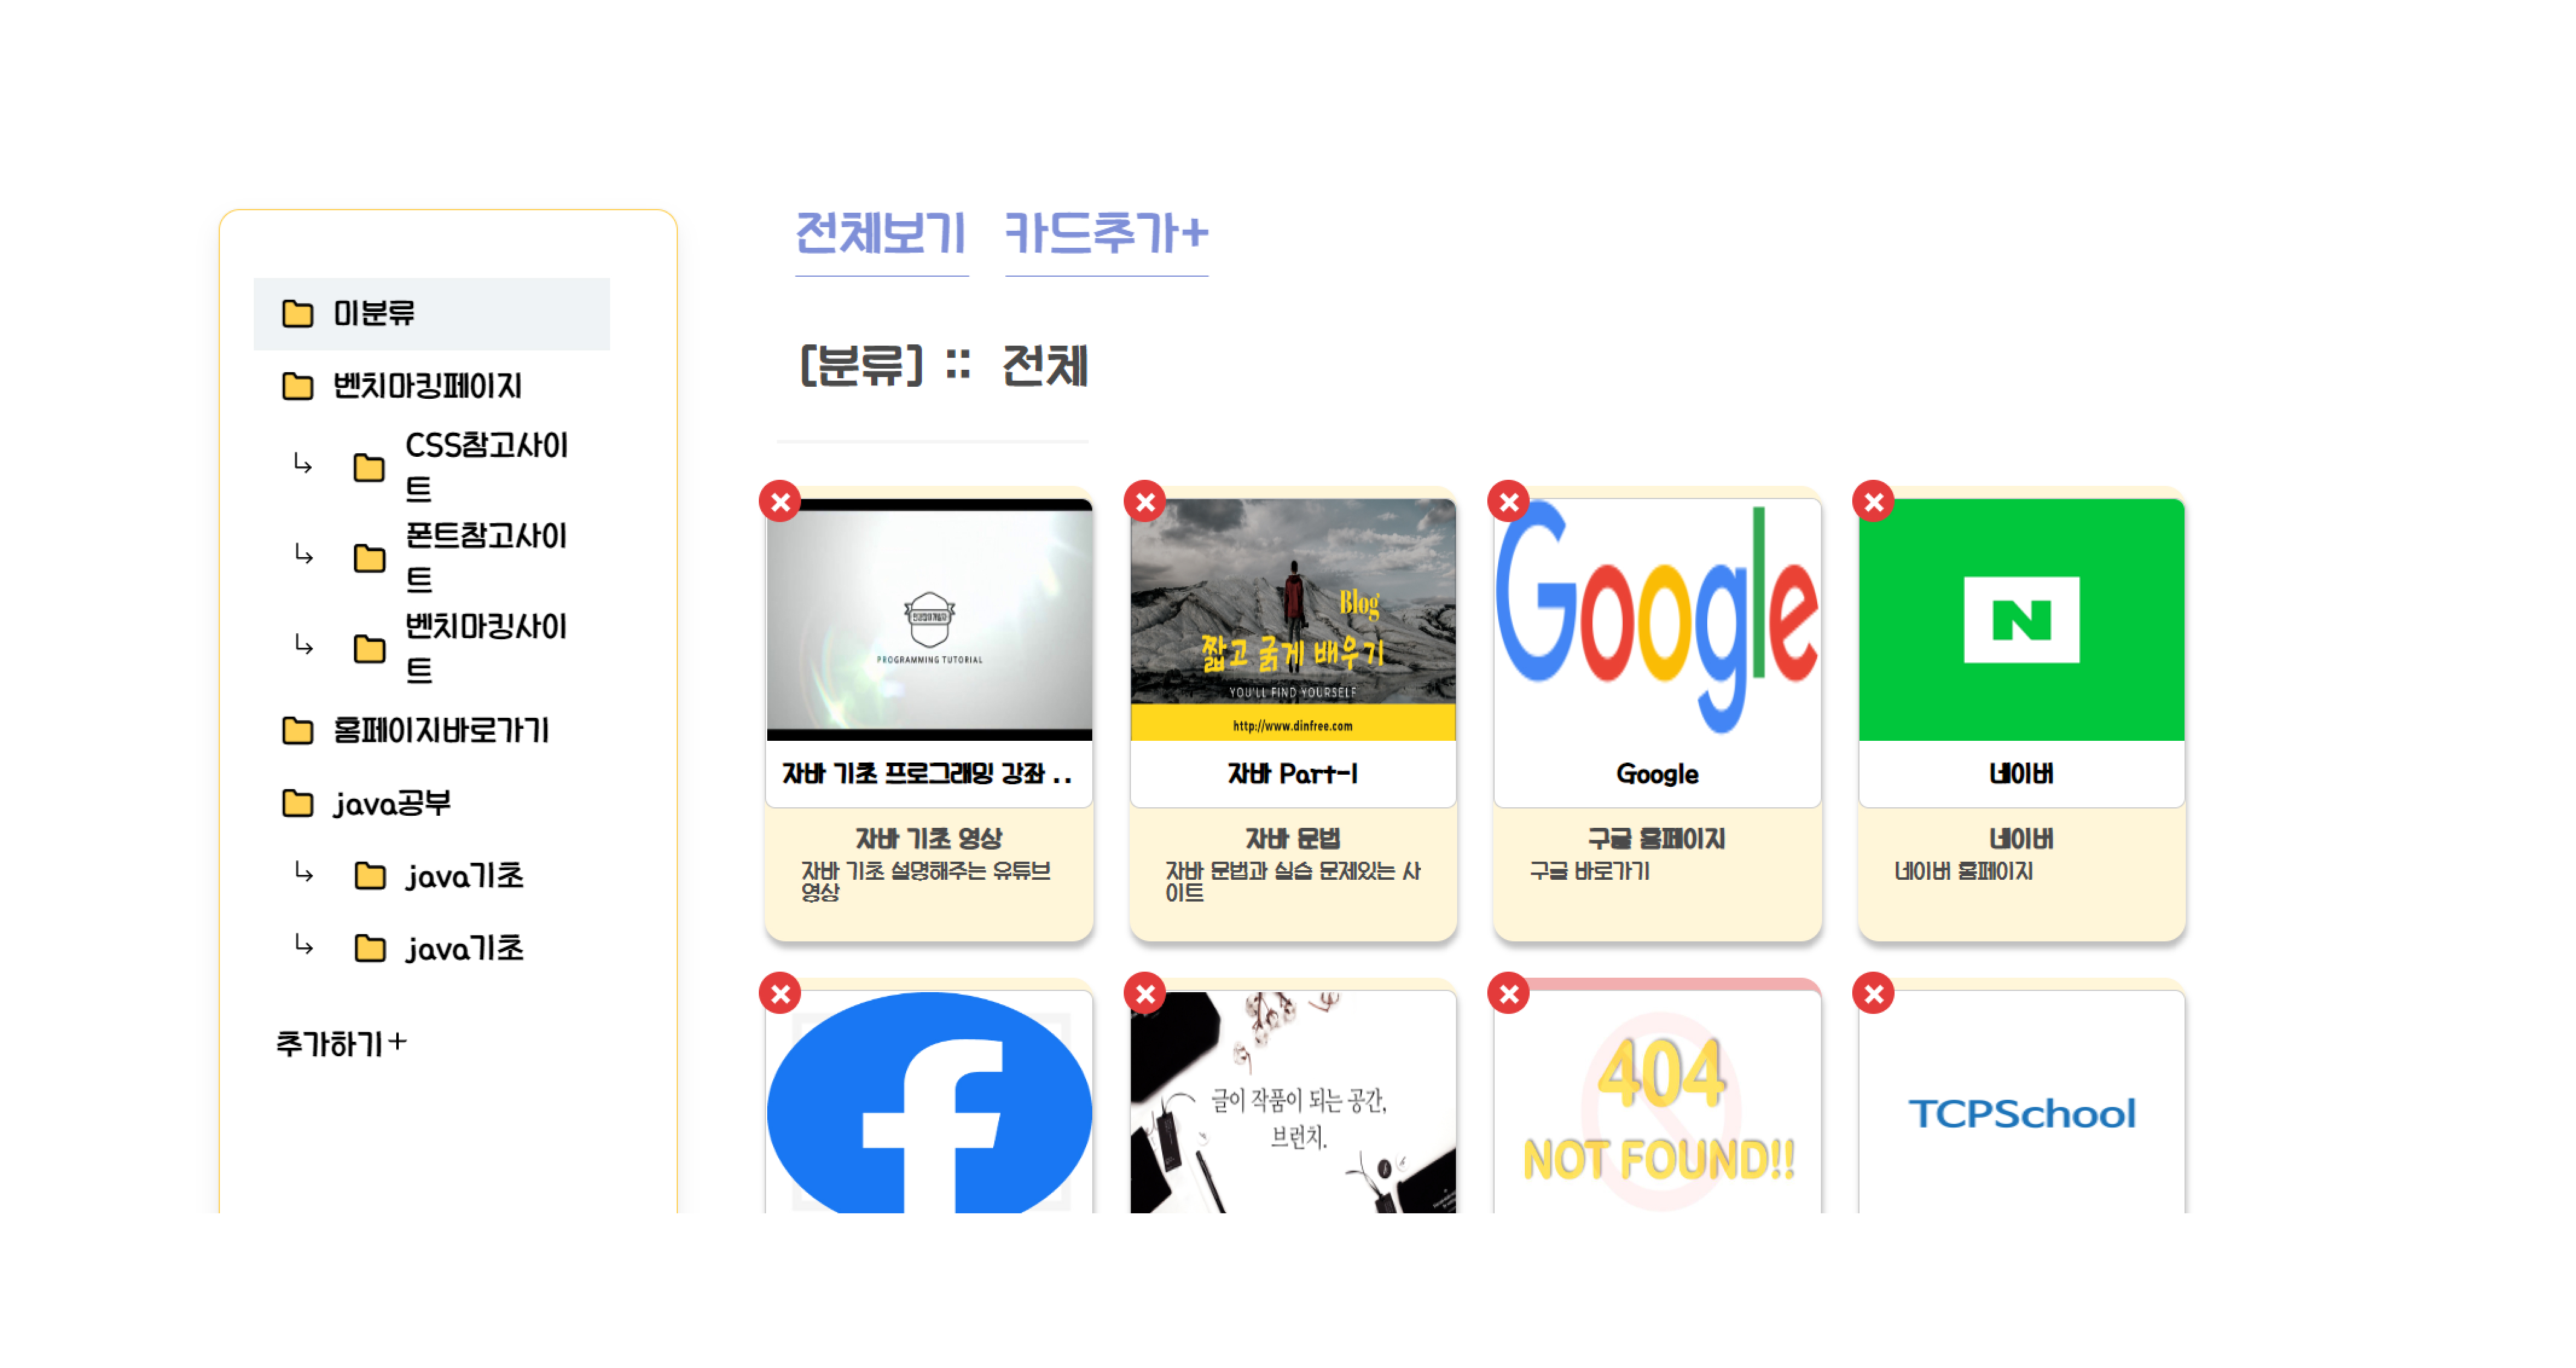 전체보기 카드추가+
[분류] :: 전체
미분류
벤치마킹페이지
CSS참고사이
트
폰트참고사이
트
벤치마킹사이
트
홈페이지바로가기
java공부
java기초
java기초
추가하기+
PROGRAMMING TUTORIAL
자바 기초 프로그래밍 강좌 ..
자바 기초 영상
자바 기초 설명해주는 유튜브
영상
Blog
짧고 굵게 배우기
YOU'LL FIND YOURSELF
http://www.dinfree.com
자바 Part-I
자바 문법
자바 문법과 실습 문제있는 사
이트
Google
Google
구글 홈페이지
구글 바로가기
N
네이버
네이버
네이버 홈페이지
f
글이 작품이 되는 공간,
브런치.
404
NOT FOUND!!
TCPSchool